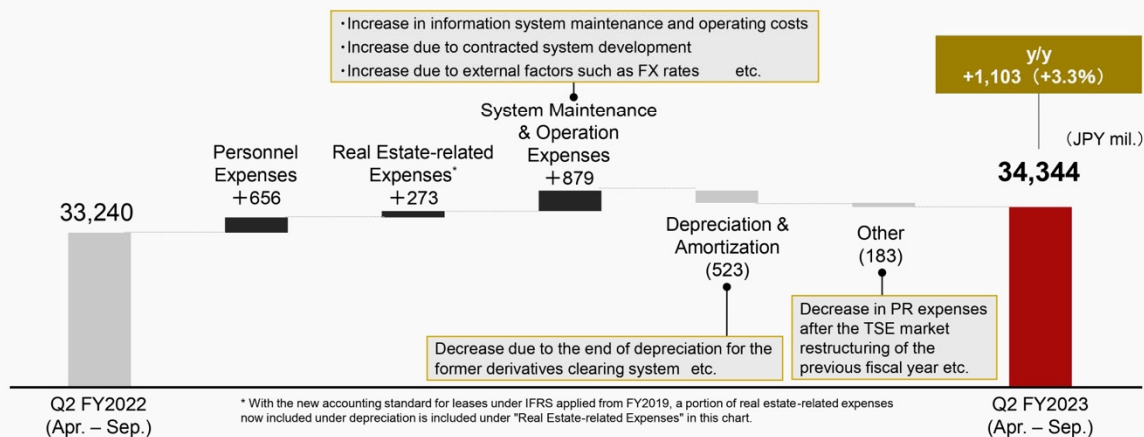 ・Increase in information system maintenance and operating costs
・Increase due to contracted system development
・Increase due to external factors such as FX rates etc.
y/y
+1,103（+3.3%）
(JPY mil.)
33,240
Personnel
Expenses
＋656
Real Estate-related
Expenses*
＋273
System Maintenance
& Operation
Expenses
＋879
Depreciation &
Amortization
(523)
Other
(183)
34,344
Decrease due to the end of depreciation for the
former derivatives clearing system etc.
Decrease in PR expenses
after the TSE market
restructuring of the
previous fiscal year etc.
Q2 FY2022
(Apr. – Sep.)
* With the new accounting standard for leases under IFRS applied from FY2019, a portion of real estate-related expenses
now included under depreciation is included under "Real Estate-related Expenses" in this chart.
Q2 FY2023
(Apr. – Sep.)